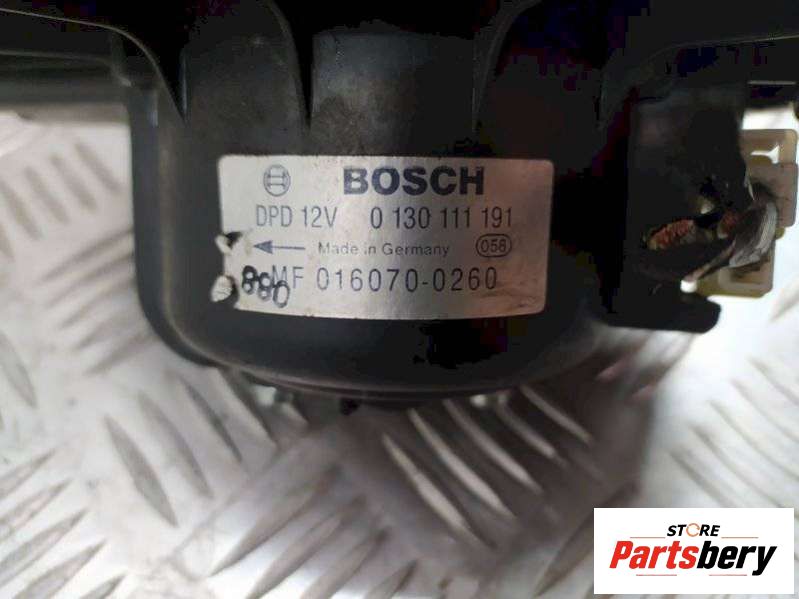 BOSCH
DPD 12V 0 130 111 191
Made in Germany 058
MF 016070-0260
880
STORE
Partsbery